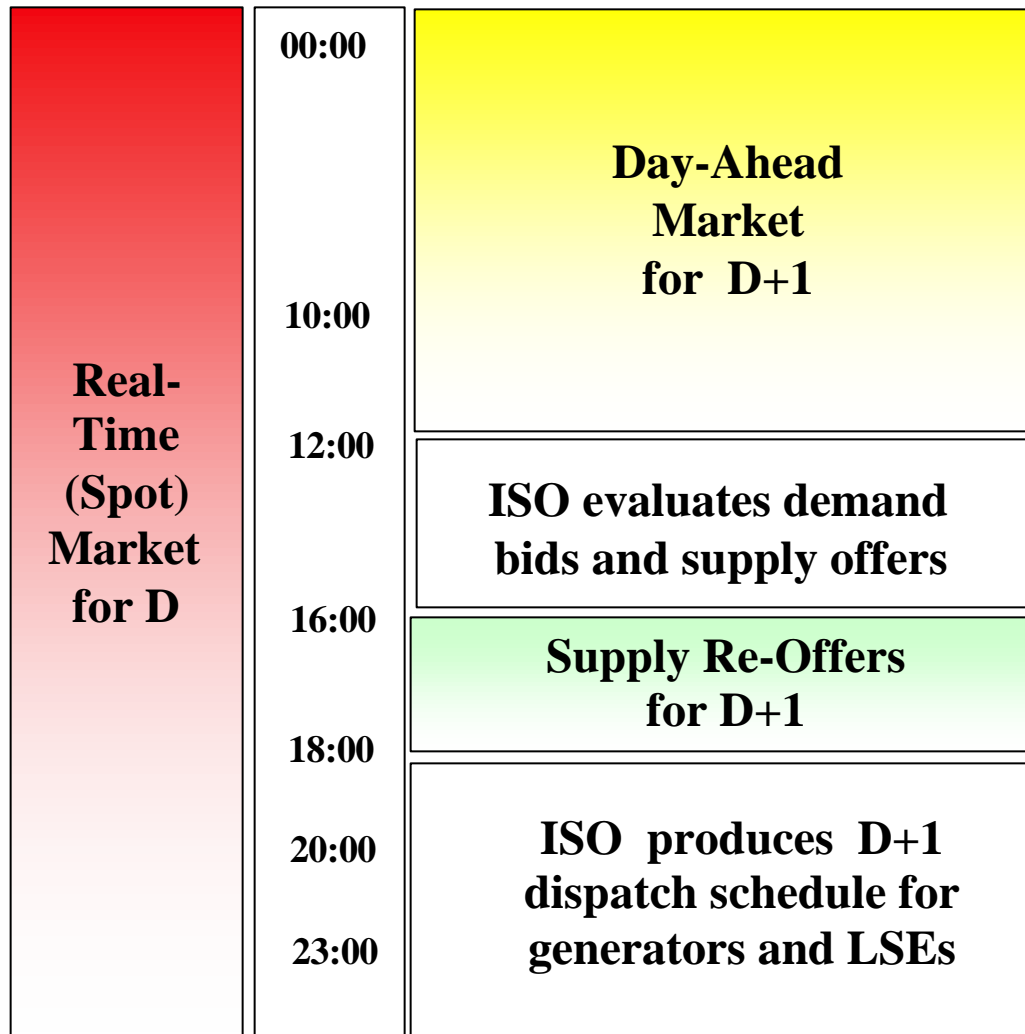 Real-
Time
(Spot)
Market
for D
00:00
10:00
12:00
16:00
18:00
20:00
23:00
Day-Ahead
Market
for D+1
ISO evaluates demand
bids and supply offers
Supply Re-Offers
for D+1
ISO produces D+1
dispatch schedule for
generators and LSEs